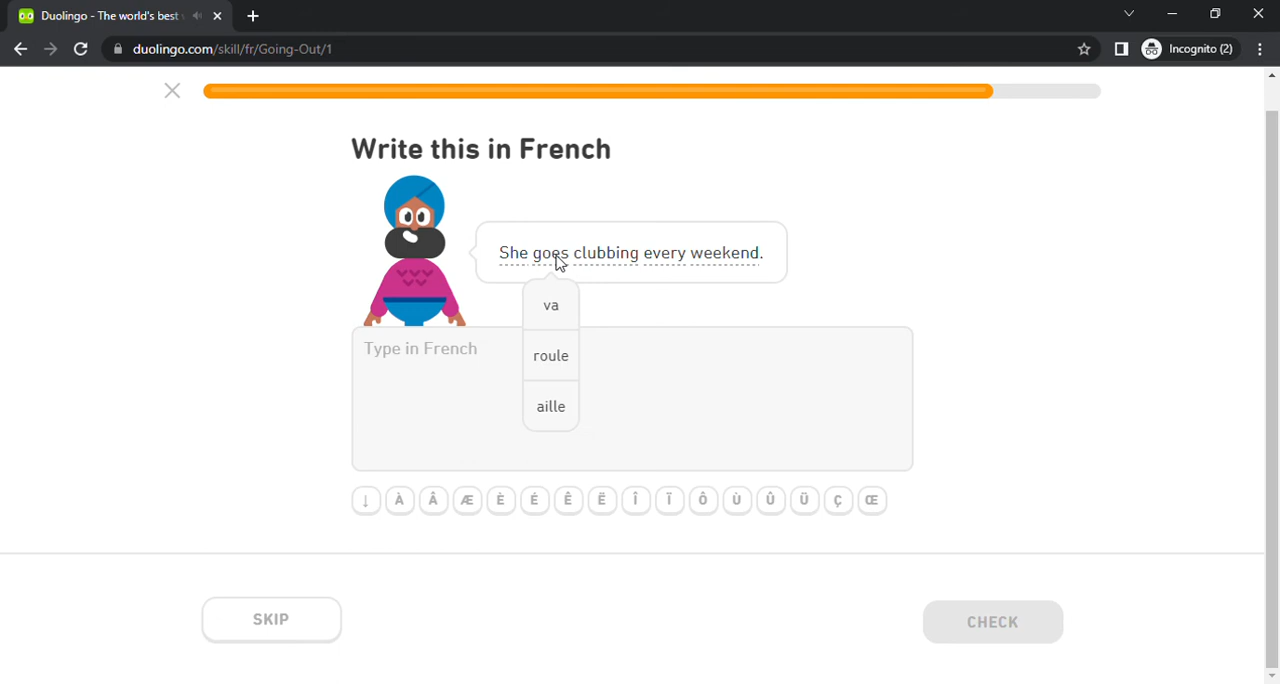 Duolingo - The world's best
duolingo.com/skill/fr/Going-Out/1
Incognito (2)
Write this in French
She goes clubbing every weekend.
va
roule
aille
Type in French
↓ À Â Æ È É Ê Ë Î Ï Ô Ù Û Ü Ç Œ
SKIP
CHECK